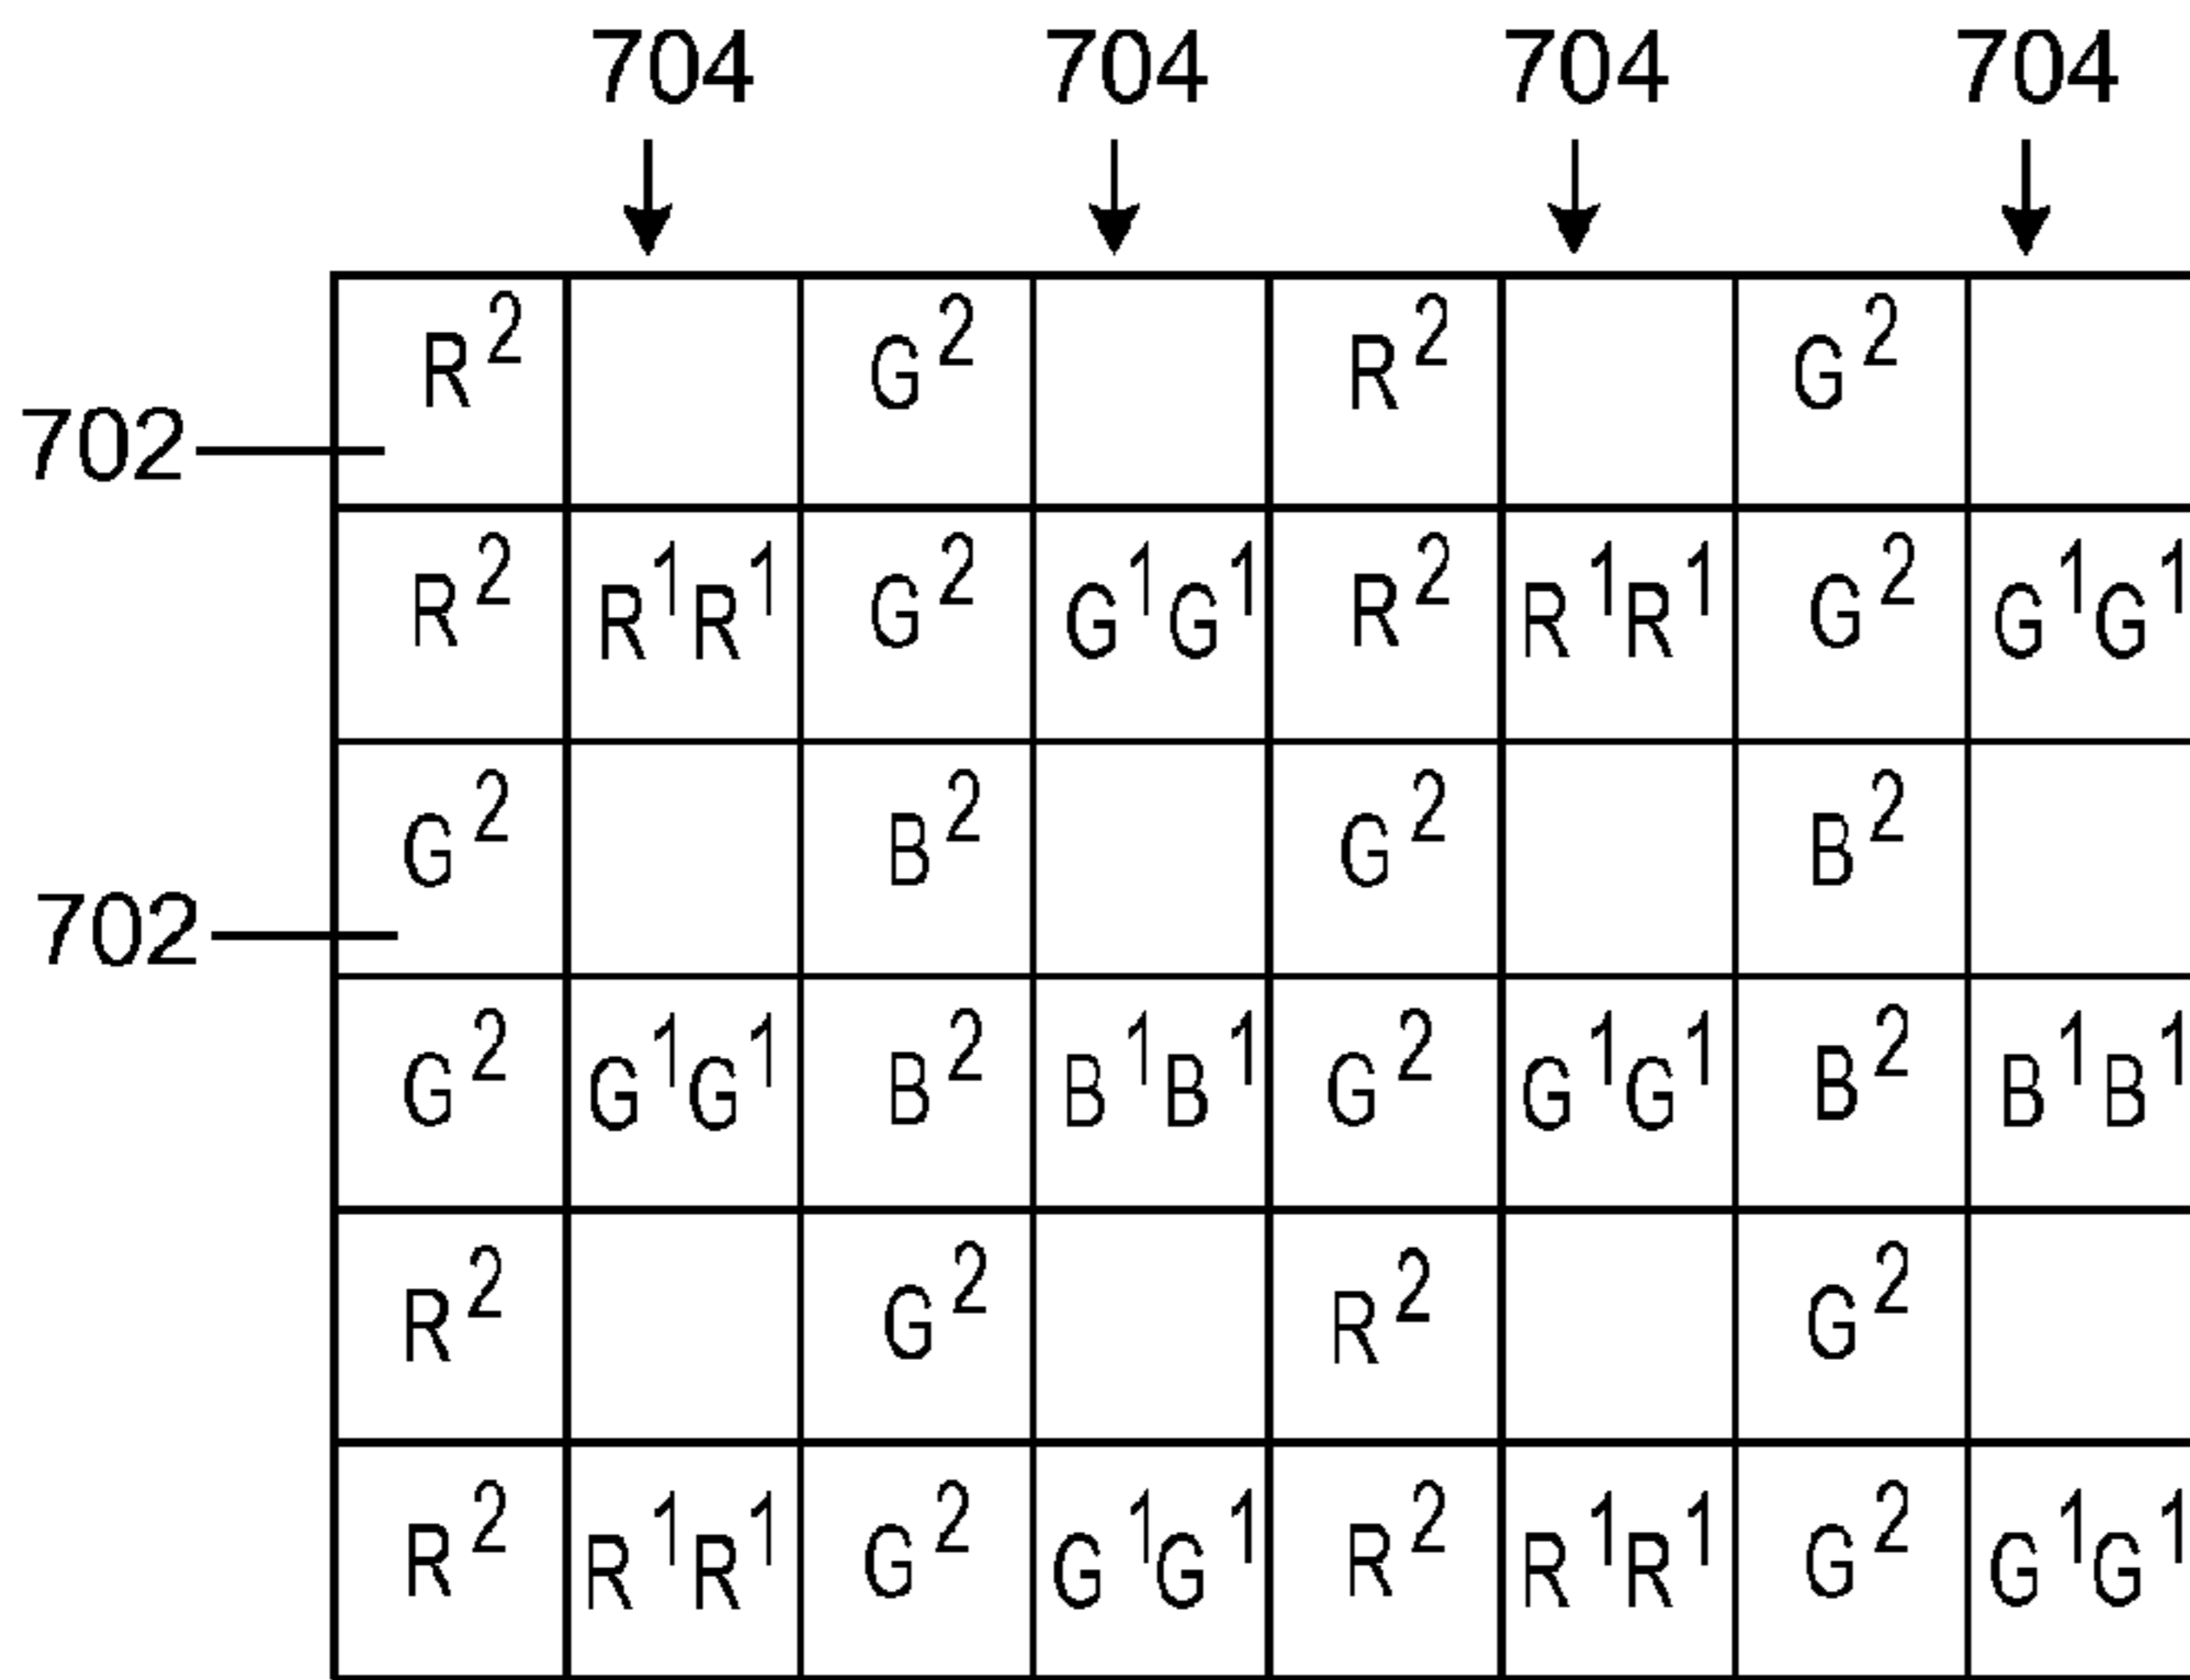 704 704 704 704
R² G² R² G²
702
R² R¹R¹ G² G¹G¹ R² R¹R¹ G² G¹G¹
G² B² G² B²
702
G² G¹G¹ B² B¹B¹ G² G¹G¹ B² B¹B¹
R² G² R² G²
R² R¹R¹ G² G¹G¹ R² R¹R¹ G² G¹G¹